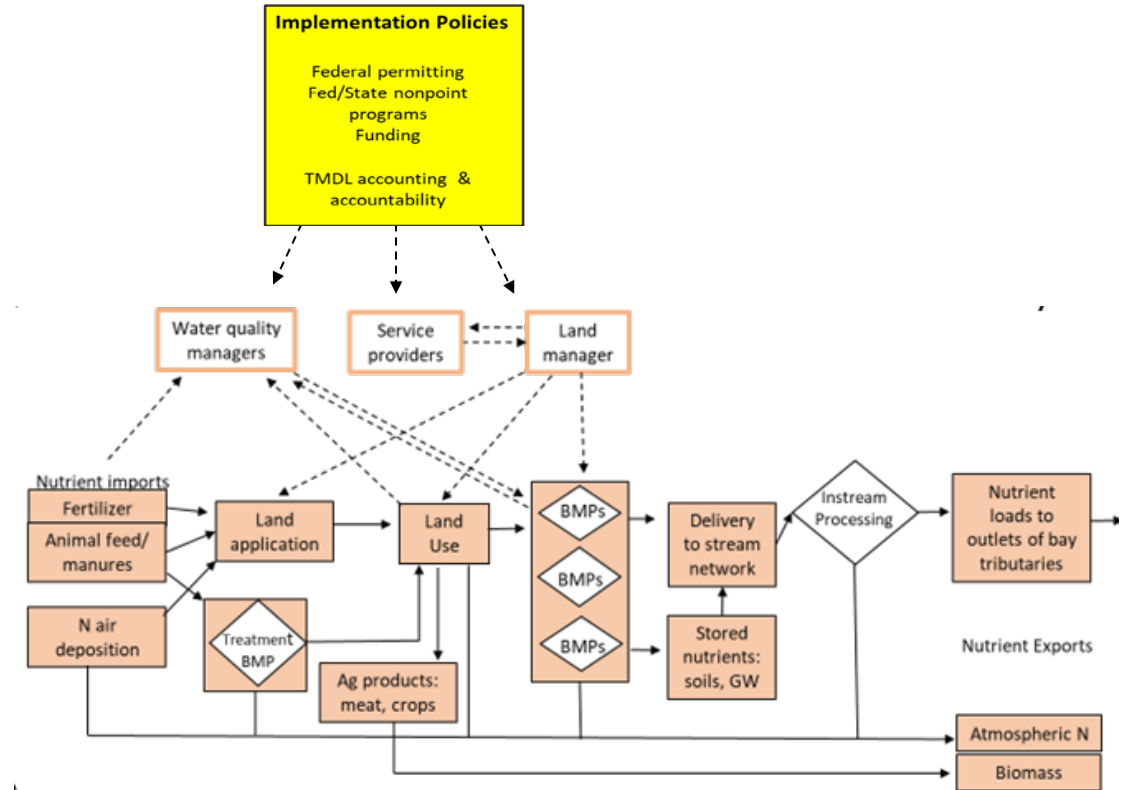 Implementation Policies
Federal permitting
Fed/State nonpoint
programs
Funding
TMDL accounting &
accountability
Water quality
managers
Service
providers
Land
manager
Nutrient imports
Fertilizer
Animal feed/
manures
N air
deposition
Land
application
Treatment
BMP
Land
Use
Ag products:
meat, crops
BMPs
BMPs
BMPs
Delivery
to stream
network
Stored
nutrients:
soils, GW
Instream
Processing
Nutrient
loads to
outlets of bay
tributaries
Nutrient Exports
Atmospheric N
Biomass